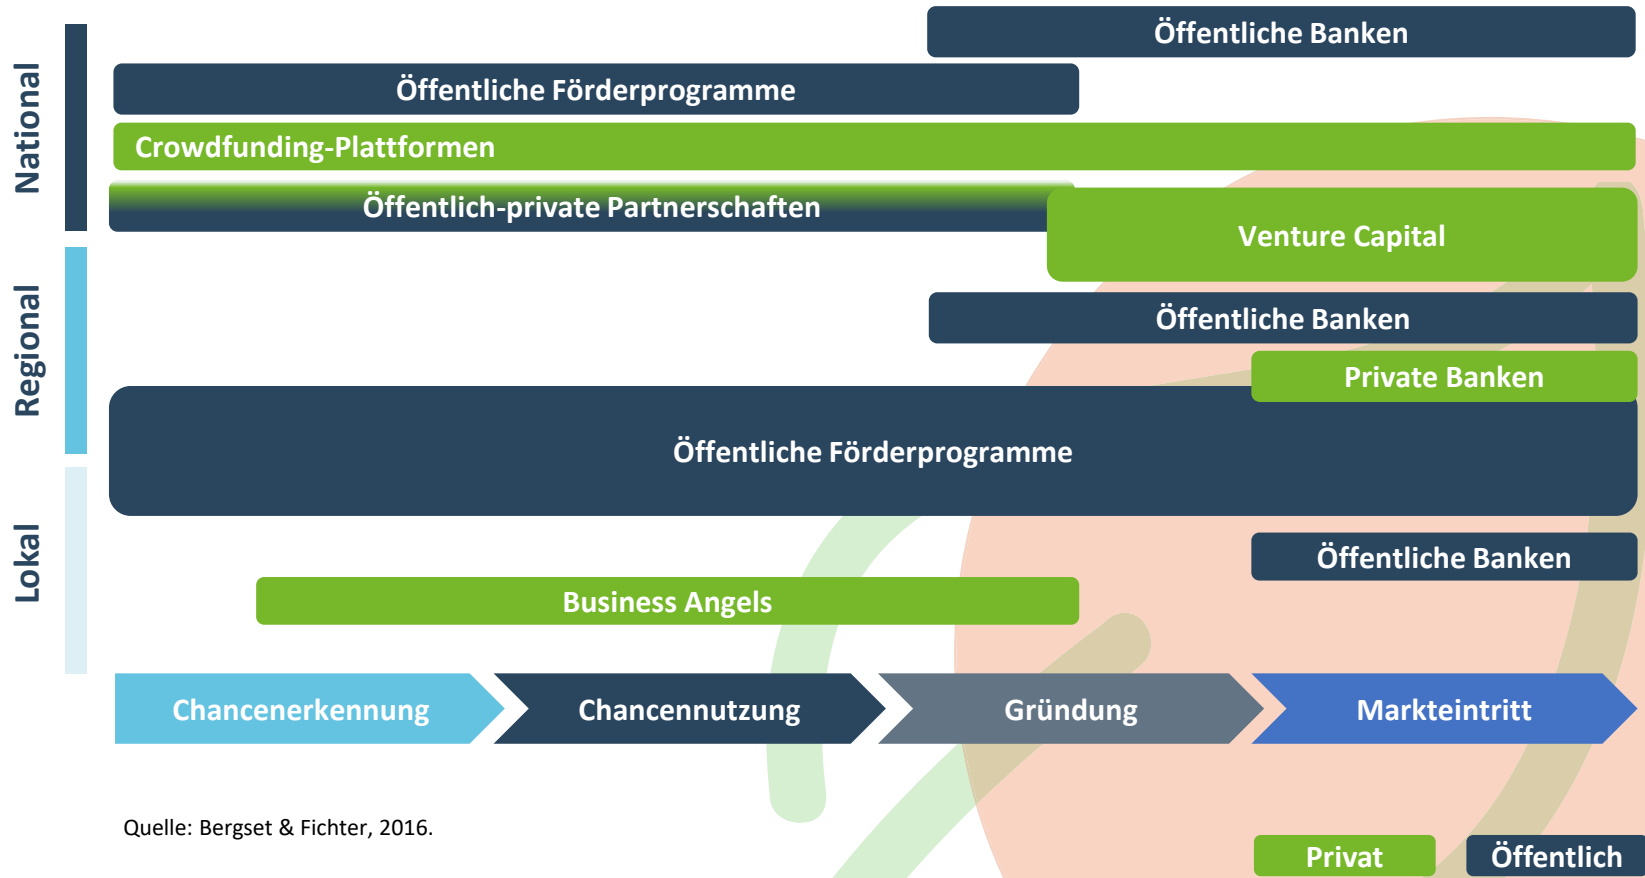 National
Öffentliche Banken
Öffentliche Förderprogramme
Crowdfunding-Plattformen
Öffentlich-private Partnerschaften
Venture Capital
Regional
Öffentliche Banken
Private Banken
Öffentliche Förderprogramme
Lokal
Öffentliche Banken
Business Angels
Chancenerkennung
Chancennutzung
Gründung
Markteintritt
Quelle: Bergset & Fichter, 2016.
Privat
Öffentlich